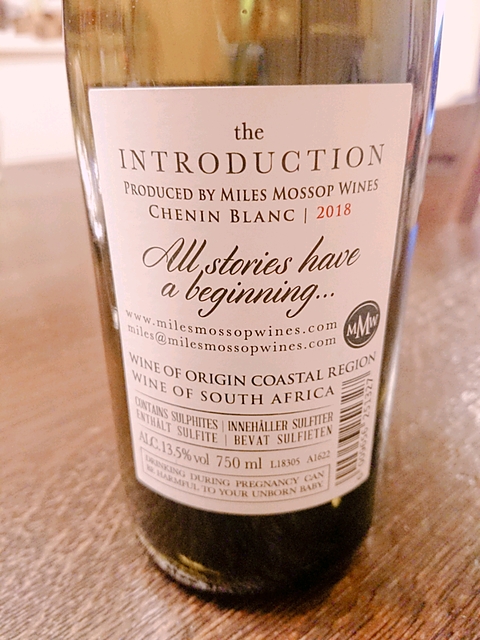 the
INTRODUCTION
PRODUCED BY MILES MOSSOP WINES
CHENIN BLANC | 2018
All stories have
a beginning...
www.milesmossopwines.com
miles@milesmossopwines.com
MMW
WINE OF ORIGIN COASTAL REGION
WINE OF SOUTH AFRICA
CONTAINS SULPHITES | INNEHÅLLER SULFITER
ENTHÄLT SULFITE | BEVAT SULFIETEN
ALC. 13.5% vol 750 ml L18305 A1622
DRINKING DURING PREGNANCY CAN
BE HARMFUL TO YOUR UNBORN BABY